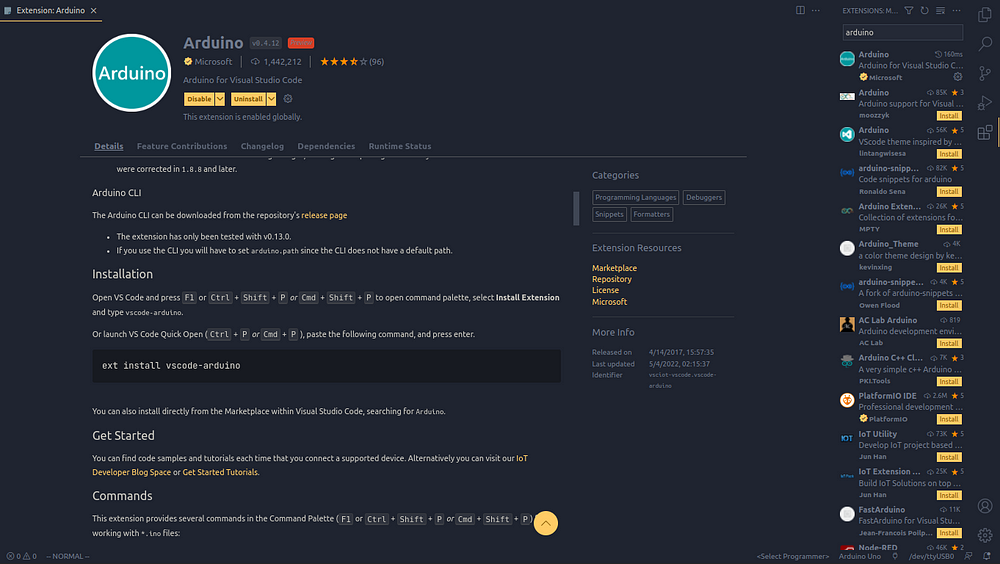 Extension: Arduino
EXTENSIONS: M...
arduino
Arduino
Arduino v0.4.12
Microsoft 1,442,212 (96)
Arduino for Visual Studio Code
Disable Uninstall
This extension is enabled globally.
Details Feature Contributions Changelog Dependencies Runtime Status
were corrected in 1.8.8 and later.
Arduino CLI
The Arduino CLI can be downloaded from the repository's release page
• The extension has only been tested with v0.13.0.
• If you use the CLI you will have to set arduino.path since the CLI does not have a default path.
Installation
Open VS Code and press F1 or Ctrl + Shift + P or Cmd + Shift + P to open command palette, select Install Extension
and type vscode-arduino.
Or launch VS Code Quick Open ( Ctrl + P or Cmd + P ), paste the following command, and press enter.
ext install vscode-arduino
You can also install directly from the Marketplace within Visual Studio Code, searching for Arduino.
Get Started
You can find code samples and tutorials each time that you connect a supported device. Alternatively you can visit our IoT
Developer Blog Space or Get Started Tutorials.
Commands
This extension provides several commands in the Command Palette ( F1 or Ctrl + Shift + P or Cmd + Shift + P )
working with *.ino files:
Categories
Programming Languages Debuggers
Snippets Formatters
Extension Resources
Marketplace
Repository
License
Microsoft
More Info
Released on 4/14/2017, 15:57:35
Last updated 5/4/2022, 02:15:37
Identifier vsciot-vscode.vscode-
arduino
Arduino 160ms
Arduino for Visual Studio C...
Microsoft
Arduino 85K 3
Arduino support for Visual ...
moozzyk Install
Arduino 56K 5
VScode theme inspired by ...
lintangwisesa Install
arduino-snipp... 82K 5
Code snippets for arduino
Ronaldo Sena Install
Arduino Exten... 26K 5
Collection of extensions fo...
MPTY Install
Arduino_Theme 4K
a color theme design by ke...
kevinxing Install
arduino-snippe... 4K 5
A fork of arduino-snippets ...
Owen Flood Install
AC Lab Arduino 819
Arduino development envi...
AC Lab Install
Arduino C++ Cl... 7K 3
A very simple c++ Arduino ...
PKI.Tools Install
PlatformIO IDE 2.6M 5
Professional development ...
PlatformIO Install
IoT Utility 73K 5
Develop IoT project based ...
Jun Han Install
IoT Extension ... 25K 5
Build IoT Solutions on top ...
Jun Han Install
FastArduino 11K
FastArduino for Visual Stu...
Jean-Francois Poilp... Install
Node-RED 46K 2
0 0 -- NORMAL --
<Select Programmer> Arduino Uno /dev/ttyUSB0